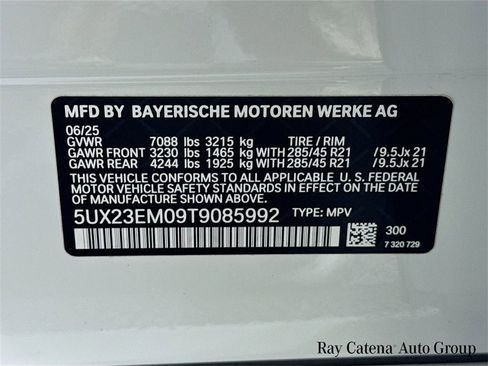 MFD BY BAYERISCHE MOTOREN WERKE AG
06/25
GVWR 7088 lbs 3215 kg TIRE / RIM
GAWR FRONT 3230 lbs 1465 kg WITH 285/45 R21 /9.5Jx 21
GAWR REAR 4244 lbs 1925 kg WITH 285/45 R21 /9.5Jx 21
THIS VEHICLE CONFORMS TO ALL APPLICABLE U. S. FEDERAL
MOTOR VEHICLE SAFETY STANDARDS IN EFFECT ON THE DATE
OF MANUFACTURE SHOWN ABOVE.
5UX23EM09T9085992 TYPE: MPV
300
7 320 729
Ray Catena Auto Group